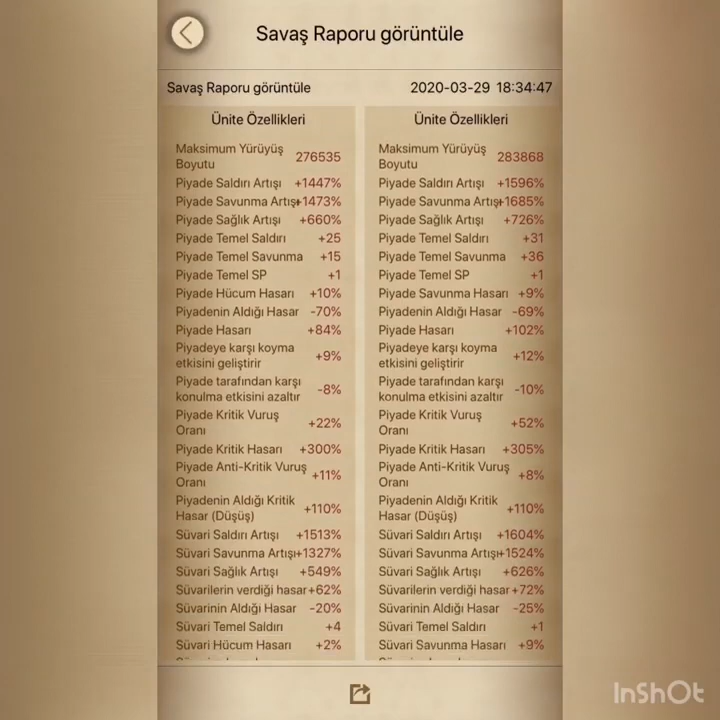 Savaş Raporu görüntüle
Savaş Raporu görüntüle 2020-03-29 18:34:47
Ünite Özellikleri
Maksimum Yürüyüş
Boyutu 276535
Piyade Saldırı Artışı +1447%
Piyade Savunma Artış+1473%
Piyade Sağlık Artışı +660%
Piyade Temel Saldırı +25
Piyade Temel Savunma +15
Piyade Temel SP +1
Piyade Hücum Hasarı +10%
Piyadenin Aldığı Hasar -70%
Piyade Hasarı +84%
Piyadeye karşı koyma
etkisini geliştirir +9%
Piyade tarafından karşı
konulma etkisini azaltır -8%
Piyade Kritik Vuruş
Oranı +22%
Piyade Kritik Hasarı +300%
Piyade Anti-Kritik Vuruş
Oranı +11%
Piyadenin Aldığı Kritik
Hasar (Düşüş) +110%
Süvari Saldırı Artışı +1513%
Süvari Savunma Artışı+1327%
Süvari Sağlık Artışı +549%
Süvarilerin verdiği hasar+62%
Süvarinin Aldığı Hasar -20%
Süvari Temel Saldırı +4
Süvari Hücum Hasarı +2%
Ünite Özellikleri
Maksimum Yürüyüş
Boyutu 283868
Piyade Saldırı Artışı +1596%
Piyade Savunma Artış+1685%
Piyade Sağlık Artışı +726%
Piyade Temel Saldırı +31
Piyade Temel Savunma +36
Piyade Temel SP +1
Piyade Savunma Hasarı +9%
Piyadenin Aldığı Hasar -69%
Piyade Hasarı +102%
Piyadeye karşı koyma
etkisini geliştirir +12%
Piyade tarafından karşı
konulma etkisini azaltır -10%
Piyade Kritik Vuruş
Oranı +52%
Piyade Kritik Hasarı +305%
Piyade Anti-Kritik Vuruş
Oranı +8%
Piyadenin Aldığı Kritik
Hasar (Düşüş) +110%
Süvari Saldırı Artışı +1604%
Süvari Savunma Artışı+1524%
Süvari Sağlık Artışı +626%
Süvarilerin verdiği hasar+72%
Süvarinin Aldığı Hasar -25%
Süvari Temel Saldırı +1
Süvari Savunma Hasarı +9%
InShOt